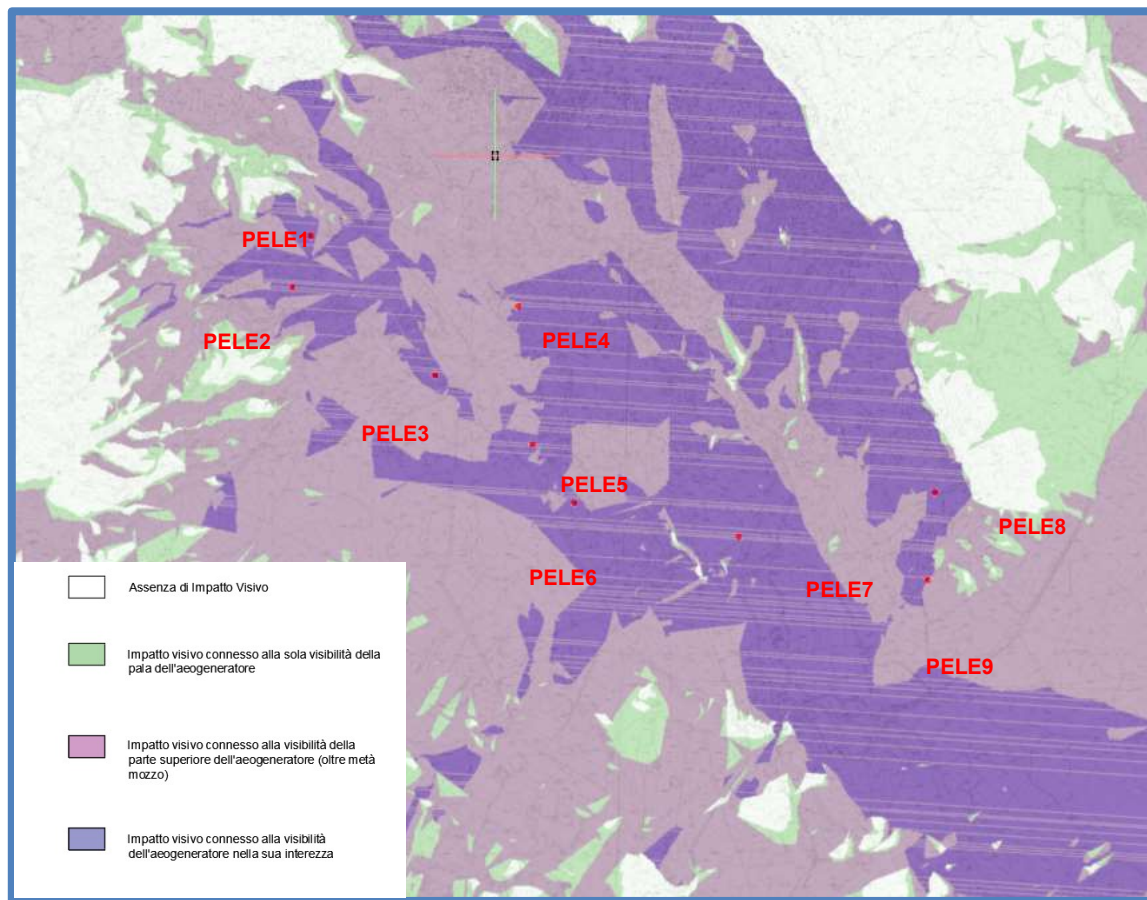 PELE1
PELE2
PELE4
PELE3
PELE5
PELE8
PELE6
PELE7
PELE9
Assenza di Impatto Visivo
Impatto visivo connesso alla sola visibilità della
pala dell'aeogeneratore
Impatto visivo connesso alla visibilità della
parte superiore dell'aeogeneratore (oltre metà
mozzo)
Impatto visivo connesso alla visibilità
dell'aeogeneratore nella sua interezza